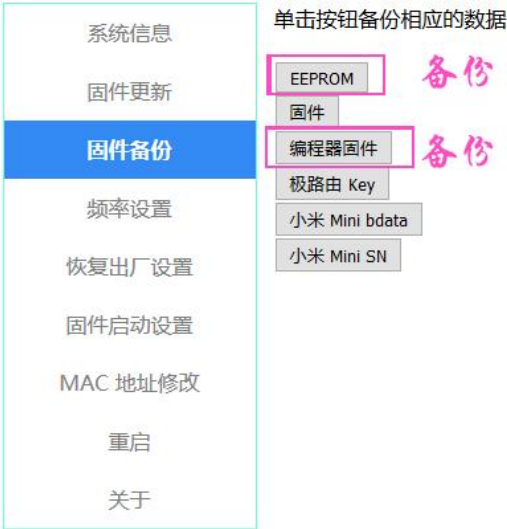 系统信息
固件更新
固件备份
频率设置
恢复出厂设置
固件启动设置
MAC 地址修改
重启
关于
单击按钮备份相应的数据
EEPROM 备份
固件
编程器固件 备份
极路由 Key
小米 Mini bdata
小米 Mini SN